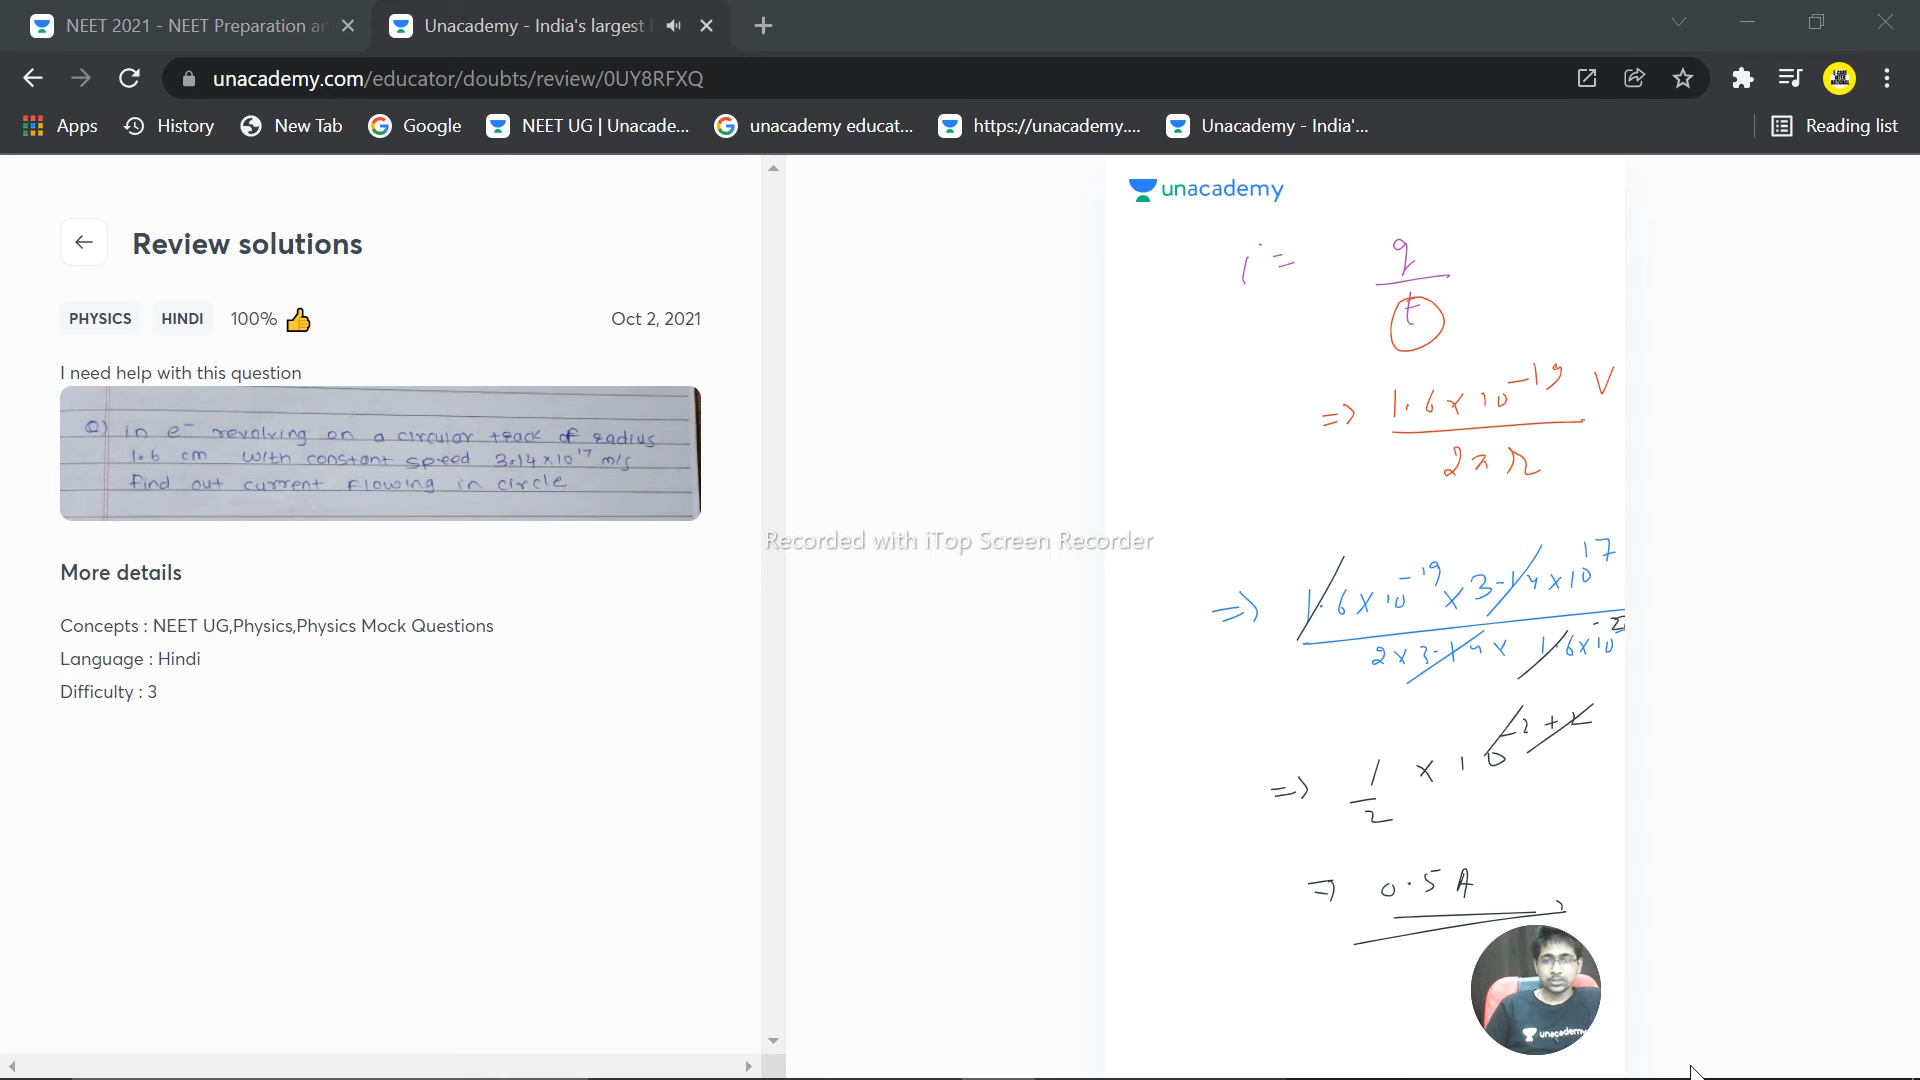 NEET 2021 - NEET Preparation an
Unacademy - India's largest l
unacademy.com/educator/doubts/review/0UY8RFXQ
Apps
History
New Tab
Google
NEET UG | Unacade...
unacademy educat...
https://unacademy....
Unacademy - India'...
Reading list
Review solutions
PHYSICS HINDI 100% Oct 2, 2021
I need help with this question
Q) In e⁻ revolving on a circular track of radius
1.6 cm with constant speed 3.14×10¹⁷ m/s
find out current flowing in circle
More details
Concepts : NEET UG,Physics,Physics Mock Questions
Language : Hindi
Difficulty : 3
Recorded with iTop Screen Recorder
unacademy
i = q
t
=> 1.6 × 10⁻¹⁹ V
2 π r
=> 1.6 × 10⁻¹⁹ × 3.14 × 10¹⁷
2 × 3.14 × 1.6 × 10⁻²
=> 1 × 10⁻²⁺²
2
=> 0.5 A
unacademy